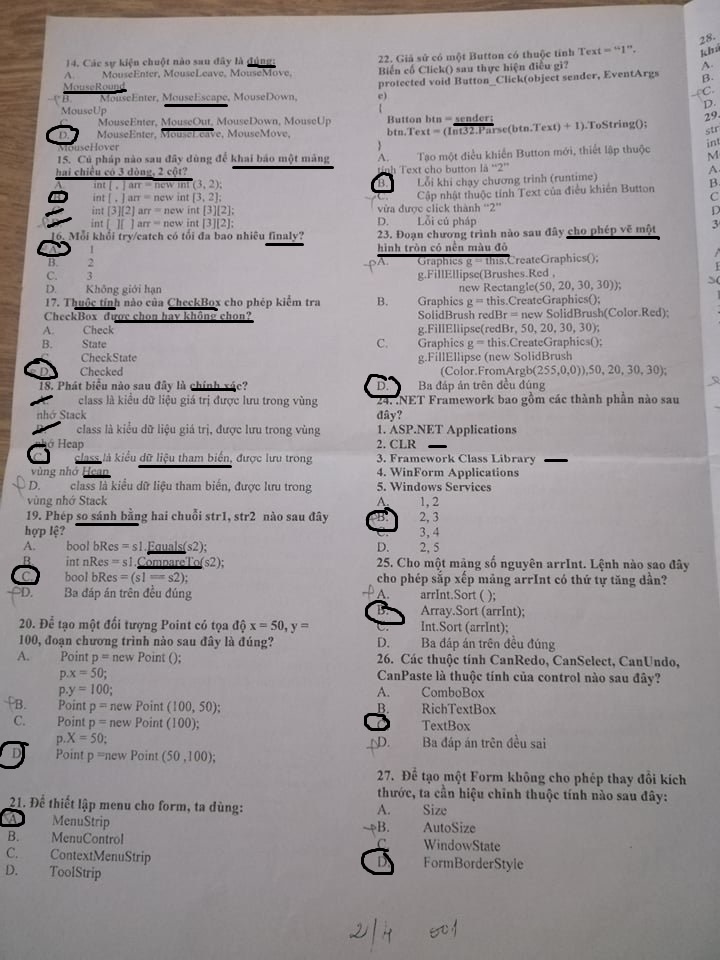 14. Các sự kiện chuột nào sau đây là đúng:
A. MouseEnter, MouseLeave, MouseMove,
MouseRound
B. MouseEnter, MouseEscape, MouseDown,
MouseUp
C. MouseEnter, MouseOut, MouseDown, MouseUp
D. MouseEnter, MouseLeave, MouseMove,
MouseHover
15. Cú pháp nào sau đây dùng để khai báo một mảng
hai chiều có 3 dòng, 2 cột?
A. int [ , ] arr = new int (3, 2);
int [ , ] arr = new int [3, 2];
int [3][2] arr = new int [3][2];
int [ ][ ] arr = new int [3][2];
16. Mỗi khối try/catch có tối đa bao nhiêu finaly?
A. 1
B. 2
C. 3
D. Không giới hạn
17. Thuộc tính nào của CheckBox cho phép kiểm tra
CheckBox được chọn hay không chọn?
A. Check
B. State
C. CheckState
D. Checked
18. Phát biểu nào sau đây là chính xác?
A. class là kiểu dữ liệu giá trị được lưu trong vùng
nhớ Stack
B. class là kiểu dữ liệu giá trị, được lưu trong vùng
nhớ Heap
C. class là kiểu dữ liệu tham biến, được lưu trong
vùng nhớ Heap
D. class là kiểu dữ liệu tham biến, được lưu trong
vùng nhớ Stack
19. Phép so sánh bằng hai chuỗi str1, str2 nào sau đây
hợp lệ?
A. bool bRes = s1.Equals(s2);
B. int nRes = s1.CompareTo(s2);
C. bool bRes = (s1 == s2);
D. Ba đáp án trên đều đúng
20. Để tạo một đối tượng Point có tọa độ x = 50, y =
100, đoạn chương trình nào sau đây là đúng?
A. Point p = new Point ();
p.x = 50;
p.y = 100;
B. Point p = new Point (100, 50);
C. Point p = new Point (100);
p.X = 50;
D. Point p =new Point (50 ,100);
21. Để thiết lập menu cho form, ta dùng:
A. MenuStrip
B. MenuControl
C. ContextMenuStrip
D. ToolStrip
22. Giả sử có một Button có thuộc tính Text = “1”.
Biến cố Click() sau thực hiện điều gì?
protected void Button_Click(object sender, EventArgs
e)
{
Button btn = sender;
btn.Text = (Int32.Parse(btn.Text) + 1).ToString();
}
A. Tạo một điều khiển Button mới, thiết lập thuộc
tính Text cho button là “2”
B. Lỗi khi chạy chương trình (runtime)
C. Cập nhật thuộc tính Text của điều khiển Button
vừa được click thành “2”
D. Lỗi cú pháp
23. Đoạn chương trình nào sau đây cho phép vẽ một
hình tròn có nền màu đỏ
A. Graphics g = this.CreateGraphics();
g.FillEllipse(Brushes.Red ,
new Rectangle(50, 20, 30, 30));
B. Graphics g = this.CreateGraphics();
SolidBrush redBr = new SolidBrush(Color.Red);
g.FillEllipse(redBr, 50, 20, 30, 30);
C. Graphics g = this.CreateGraphics();
g.FillEllipse (new SolidBrush
(Color.FromArgb(255,0,0)),50, 20, 30, 30);
D. Ba đáp án trên đều đúng
24. .NET Framework bao gồm các thành phần nào sau
đây?
1. ASP.NET Applications
2. CLR
3. Framework Class Library
4. WinForm Applications
5. Windows Services
A. 1, 2
B. 2, 3
C. 3, 4
D. 2, 5
25. Cho một mảng số nguyên arrInt. Lệnh nào sau đây
cho phép sắp xếp mảng arrInt có thứ tự tăng dần?
A. arrInt.Sort ( );
B. Array.Sort (arrInt);
C. Int.Sort (arrInt);
D. Ba đáp án trên đều đúng
26. Các thuộc tính CanRedo, CanSelect, CanUndo,
CanPaste là thuộc tính của control nào sau đây?
A. ComboBox
B. RichTextBox
C. TextBox
D. Ba đáp án trên đều sai
27. Để tạo một Form không cho phép thay đổi kích
thước, ta cần hiệu chỉnh thuộc tính nào sau đây:
A. Size
B. AutoSize
C. WindowState
D. FormBorderStyle
2/4 001
28.
khá
A.
B.
C.
D.
29.
str
int
M
A.
B.
C.
D.